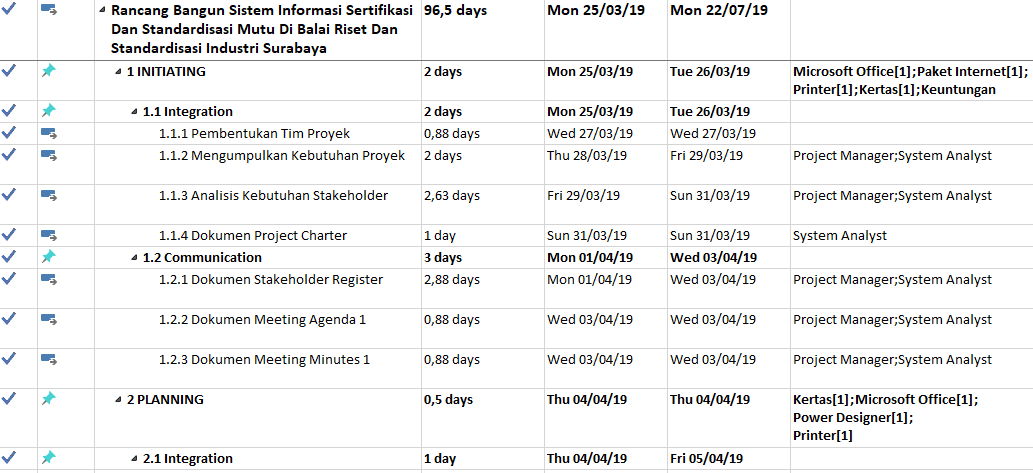 Rancang Bangun Sistem Informasi Sertifikasi 96,5 days Mon 25/03/19 Mon 22/07/19
Dan Standardisasi Mutu Di Balai Riset Dan
Standardisasi Industri Surabaya
1 INITIATING 2 days Mon 25/03/19 Tue 26/03/19 Microsoft Office[1];Paket Internet[1];
Printer[1];Kertas[1];Keuntungan
1.1 Integration 2 days Mon 25/03/19 Tue 26/03/19
1.1.1 Pembentukan Tim Proyek 0,88 days Wed 27/03/19 Wed 27/03/19
1.1.2 Mengumpulkan Kebutuhan Proyek 2 days Thu 28/03/19 Fri 29/03/19 Project Manager;System Analyst
1.1.3 Analisis Kebutuhan Stakeholder 2,63 days Fri 29/03/19 Sun 31/03/19 Project Manager;System Analyst
1.1.4 Dokumen Project Charter 1 day Sun 31/03/19 Sun 31/03/19 System Analyst
1.2 Communication 3 days Mon 01/04/19 Wed 03/04/19
1.2.1 Dokumen Stakeholder Register 2,88 days Mon 01/04/19 Wed 03/04/19 Project Manager;System Analyst
1.2.2 Dokumen Meeting Agenda 1 0,88 days Wed 03/04/19 Wed 03/04/19 Project Manager;System Analyst
1.2.3 Dokumen Meeting Minutes 1 0,88 days Wed 03/04/19 Wed 03/04/19 Project Manager;System Analyst
2 PLANNING 0,5 days Thu 04/04/19 Thu 04/04/19 Kertas[1];Microsoft Office[1];
Power Designer[1];
Printer[1]
2.1 Integration 1 day Thu 04/04/19 Fri 05/04/19